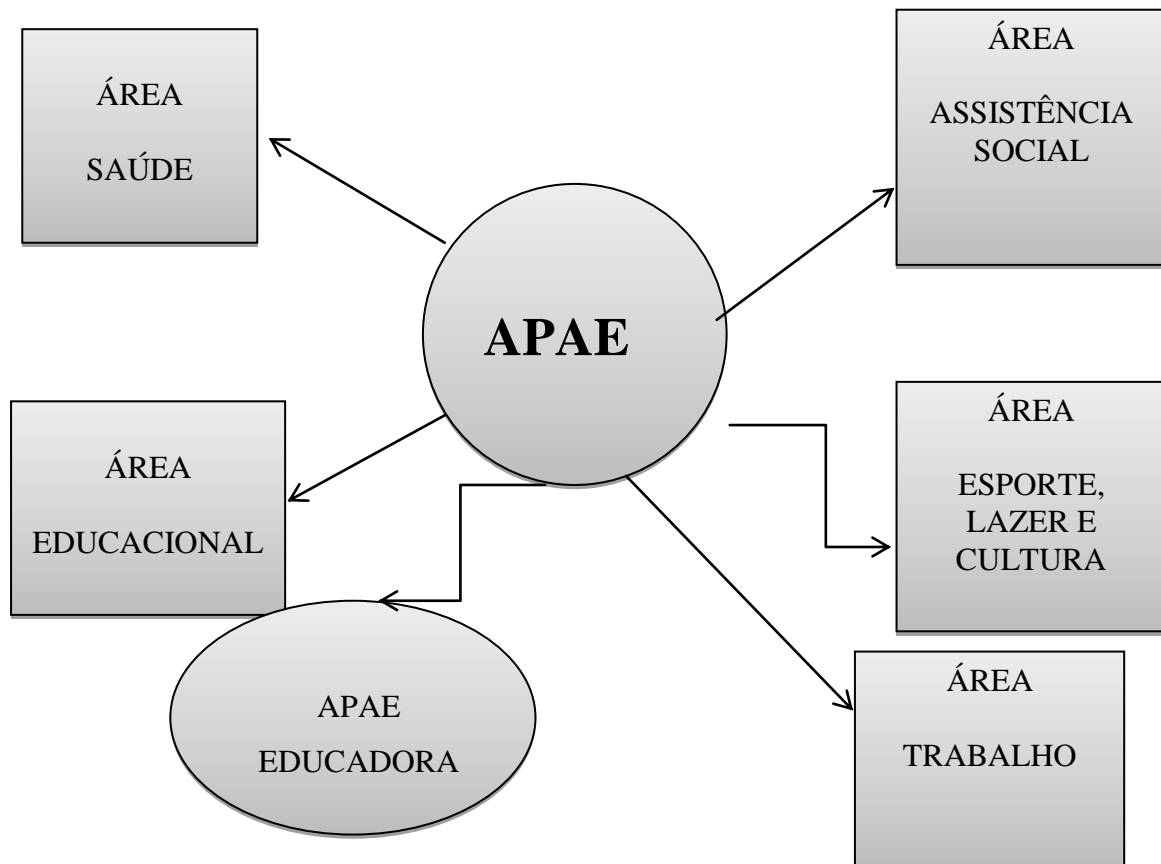 ÁREA
SAÚDE
ÁREA
ASSISTÊNCIA
SOCIAL
APAE
ÁREA
EDUCACIONAL
ÁREA
ESPORTE,
LAZER E
CULTURA
APAE
EDUCADORA
ÁREA
TRABALHO